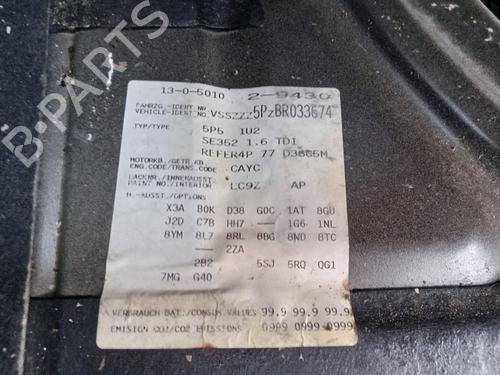 13-0-5010 2-9430
FAHRZG.-IDENT NR.
VEHICLE-IDENT NO. VSSZZZ5PZBR033674
TYP/TYPE 5P5 1U2
SE352 1.6 TDI
REFER4P 77 D3865M
MOTORKB./GETR.KB.
ENG.CODE/TRANS.CODE CAYC
LACKNR./INNENAUSST.
PAINT NO./INTERIOR LC9Z AP
M.-AUSST./OPTIONS
X3A B0K D38 G0C 1AT 8GU
J2D C7B HH7 -- 1G6 1NL
8YM 8L7 8RL 8BG 8WD 8TC
-- 2ZA
2B2 5SJ 5RQ QG1
7MG G40
VERBRAUCH DAT./CONSUM.VALUES 99.9 99.9 99.9
EMISSION CO2/CO2 EMISSIONS 0999 0999 0999
B-PARTS